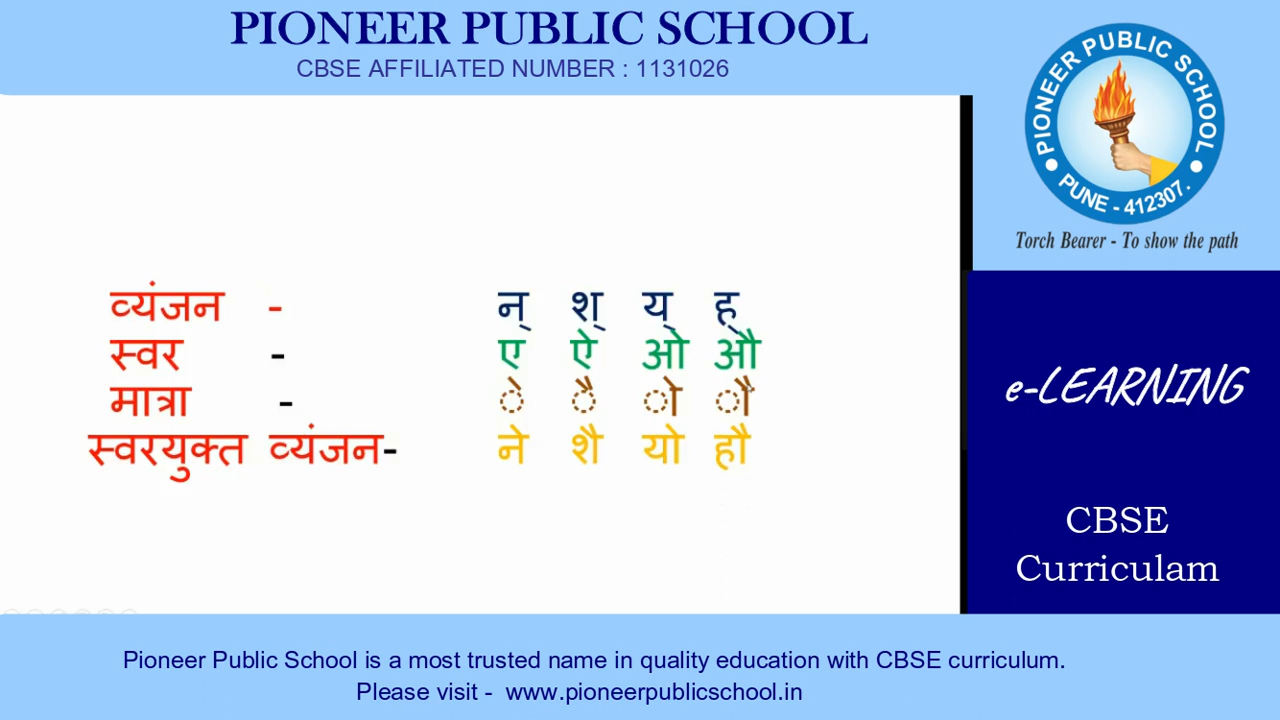 PIONEER PUBLIC SCHOOL
CBSE AFFILIATED NUMBER : 1131026
PIONEER PUBLIC SCHOOL
PUNE - 412307.
Torch Bearer - To show the path
व्यंजन - न् श् य् ह्
स्वर - ए ऐ ओ औ
मात्रा - े ै ो ौ
स्वरयुक्त व्यंजन- ने शै यो हौ
e-LEARNING
CBSE
Curriculam
Pioneer Public School is a most trusted name in quality education with CBSE curriculum.
Please visit - www.pioneerpublicschool.in